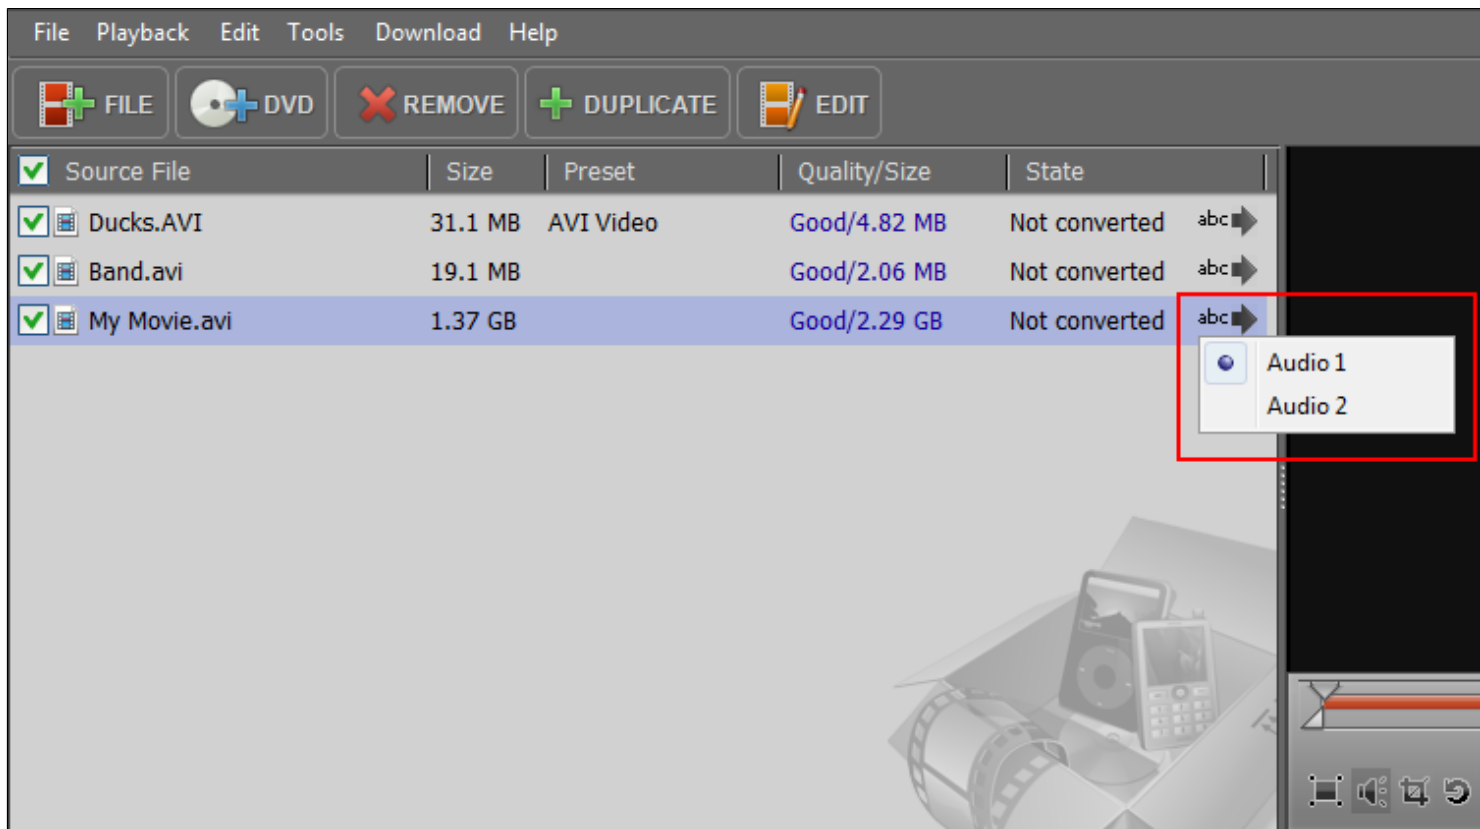 File Playback Edit Tools Download Help
FILE DVD REMOVE DUPLICATE EDIT
Source File Size Preset Quality/Size State
Ducks.AVI 31.1 MB AVI Video Good/4.82 MB Not converted abc
Band.avi 19.1 MB Good/2.06 MB Not converted abc
My Movie.avi 1.37 GB Good/2.29 GB Not converted abc
Audio 1
Audio 2